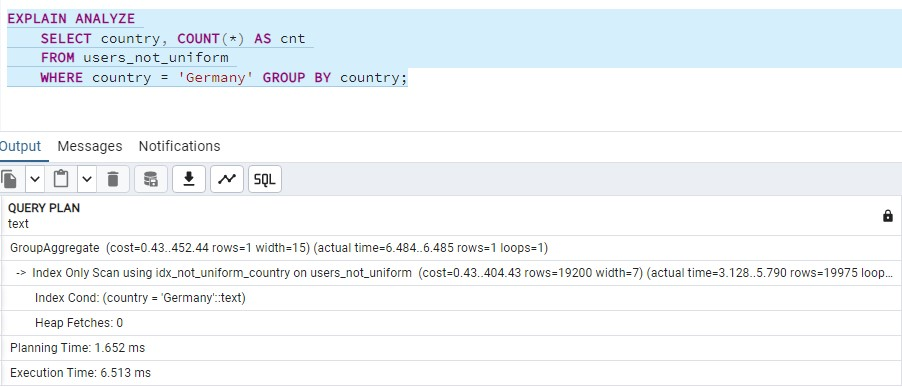 EXPLAIN ANALYZE
SELECT country, COUNT(*) AS cnt
FROM users_not_uniform
WHERE country = 'Germany' GROUP BY country;
Output Messages Notifications
SQL
QUERY PLAN
text
GroupAggregate (cost=0.43..452.44 rows=1 width=15) (actual time=6.484..6.485 rows=1 loops=1)
-> Index Only Scan using idx_not_uniform_country on users_not_uniform (cost=0.43..404.43 rows=19200 width=7) (actual time=3.128..5.790 rows=19975 loop...
Index Cond: (country = 'Germany'::text)
Heap Fetches: 0
Planning Time: 1.652 ms
Execution Time: 6.513 ms